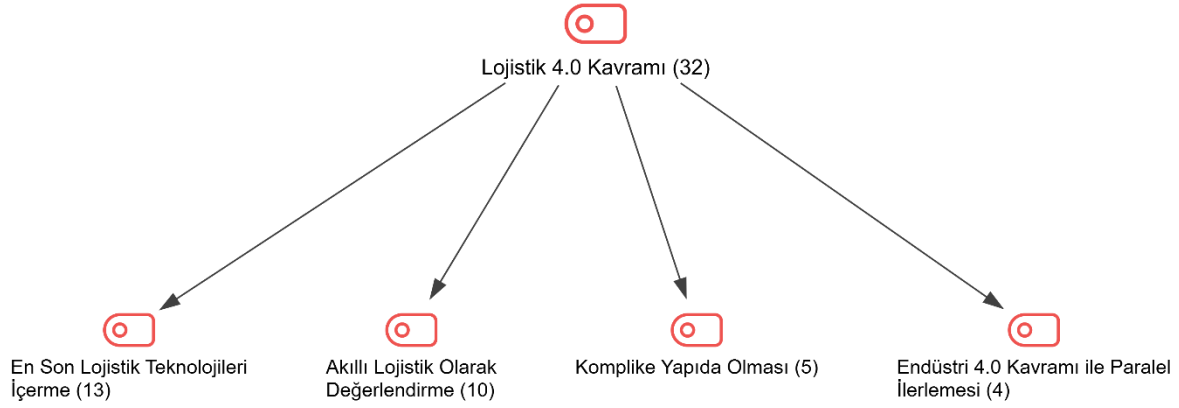 Lojistik 4.0 Kavramı (32)
En Son Lojistik Teknolojileri
İçerme (13)
Akıllı Lojistik Olarak
Değerlendirme (10)
Komplike Yapıda Olması (5)
Endüstri 4.0 Kavramı ile Paralel
İlerlemesi (4)